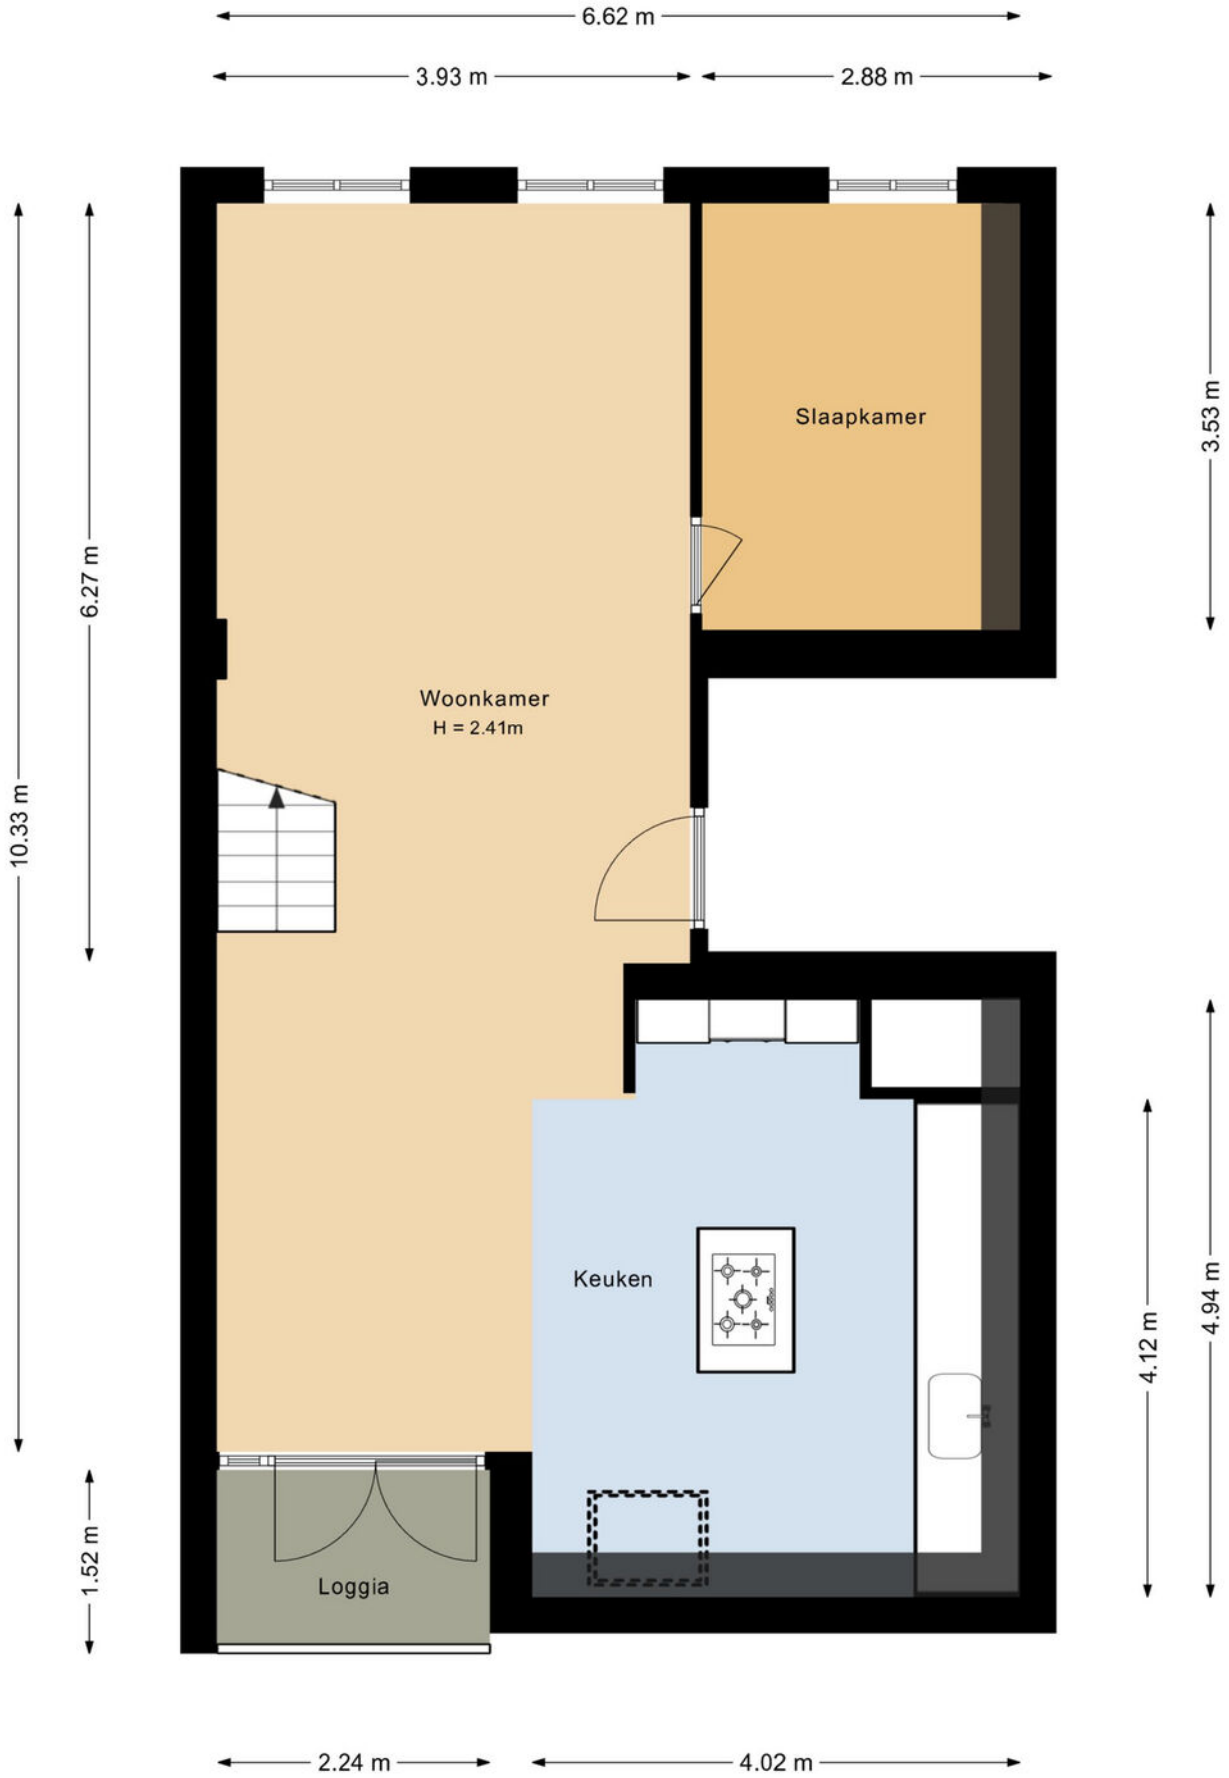 6.62 m
3.93 m
2.88 m
Slaapkamer
3.53 m
6.27 m
Woonkamer
H = 2.41m
10.33 m
Keuken
4.12 m
4.94 m
1.52 m
Loggia
2.24 m
4.02 m